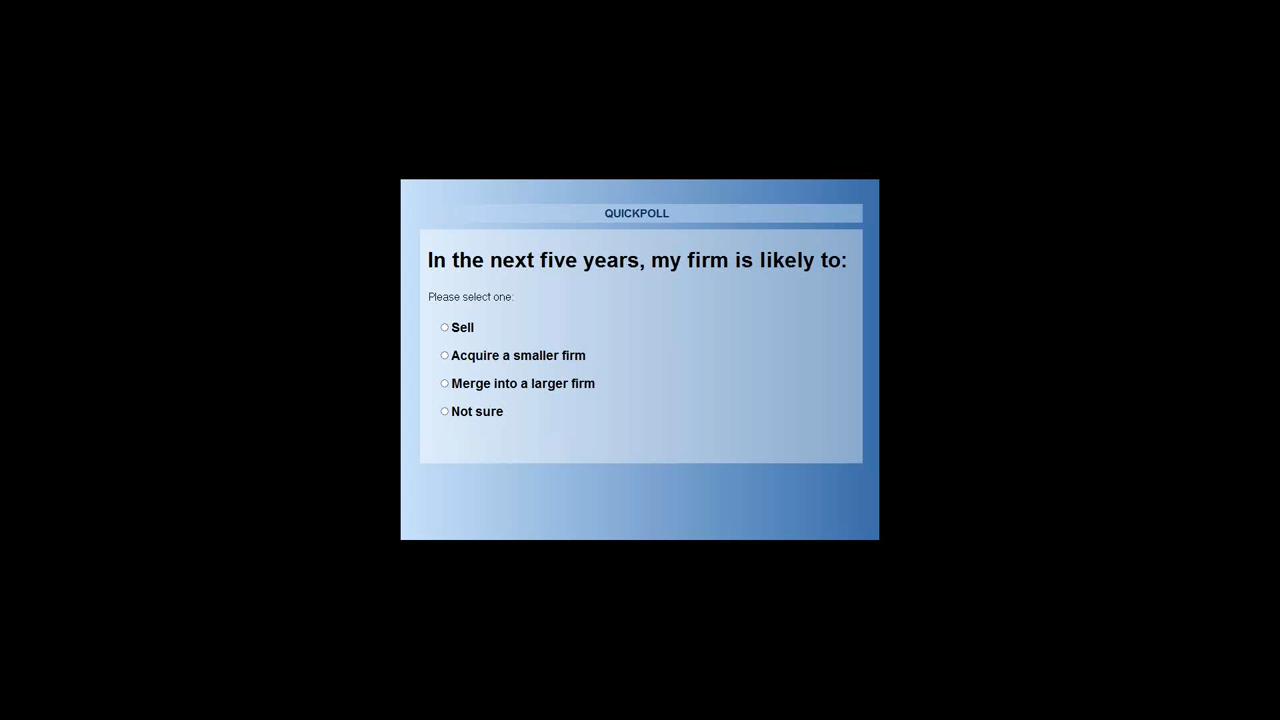 QUICKPOLL
In the next five years, my firm is likely to:
Please select one:
Sell
Acquire a smaller firm
Merge into a larger firm
Not sure